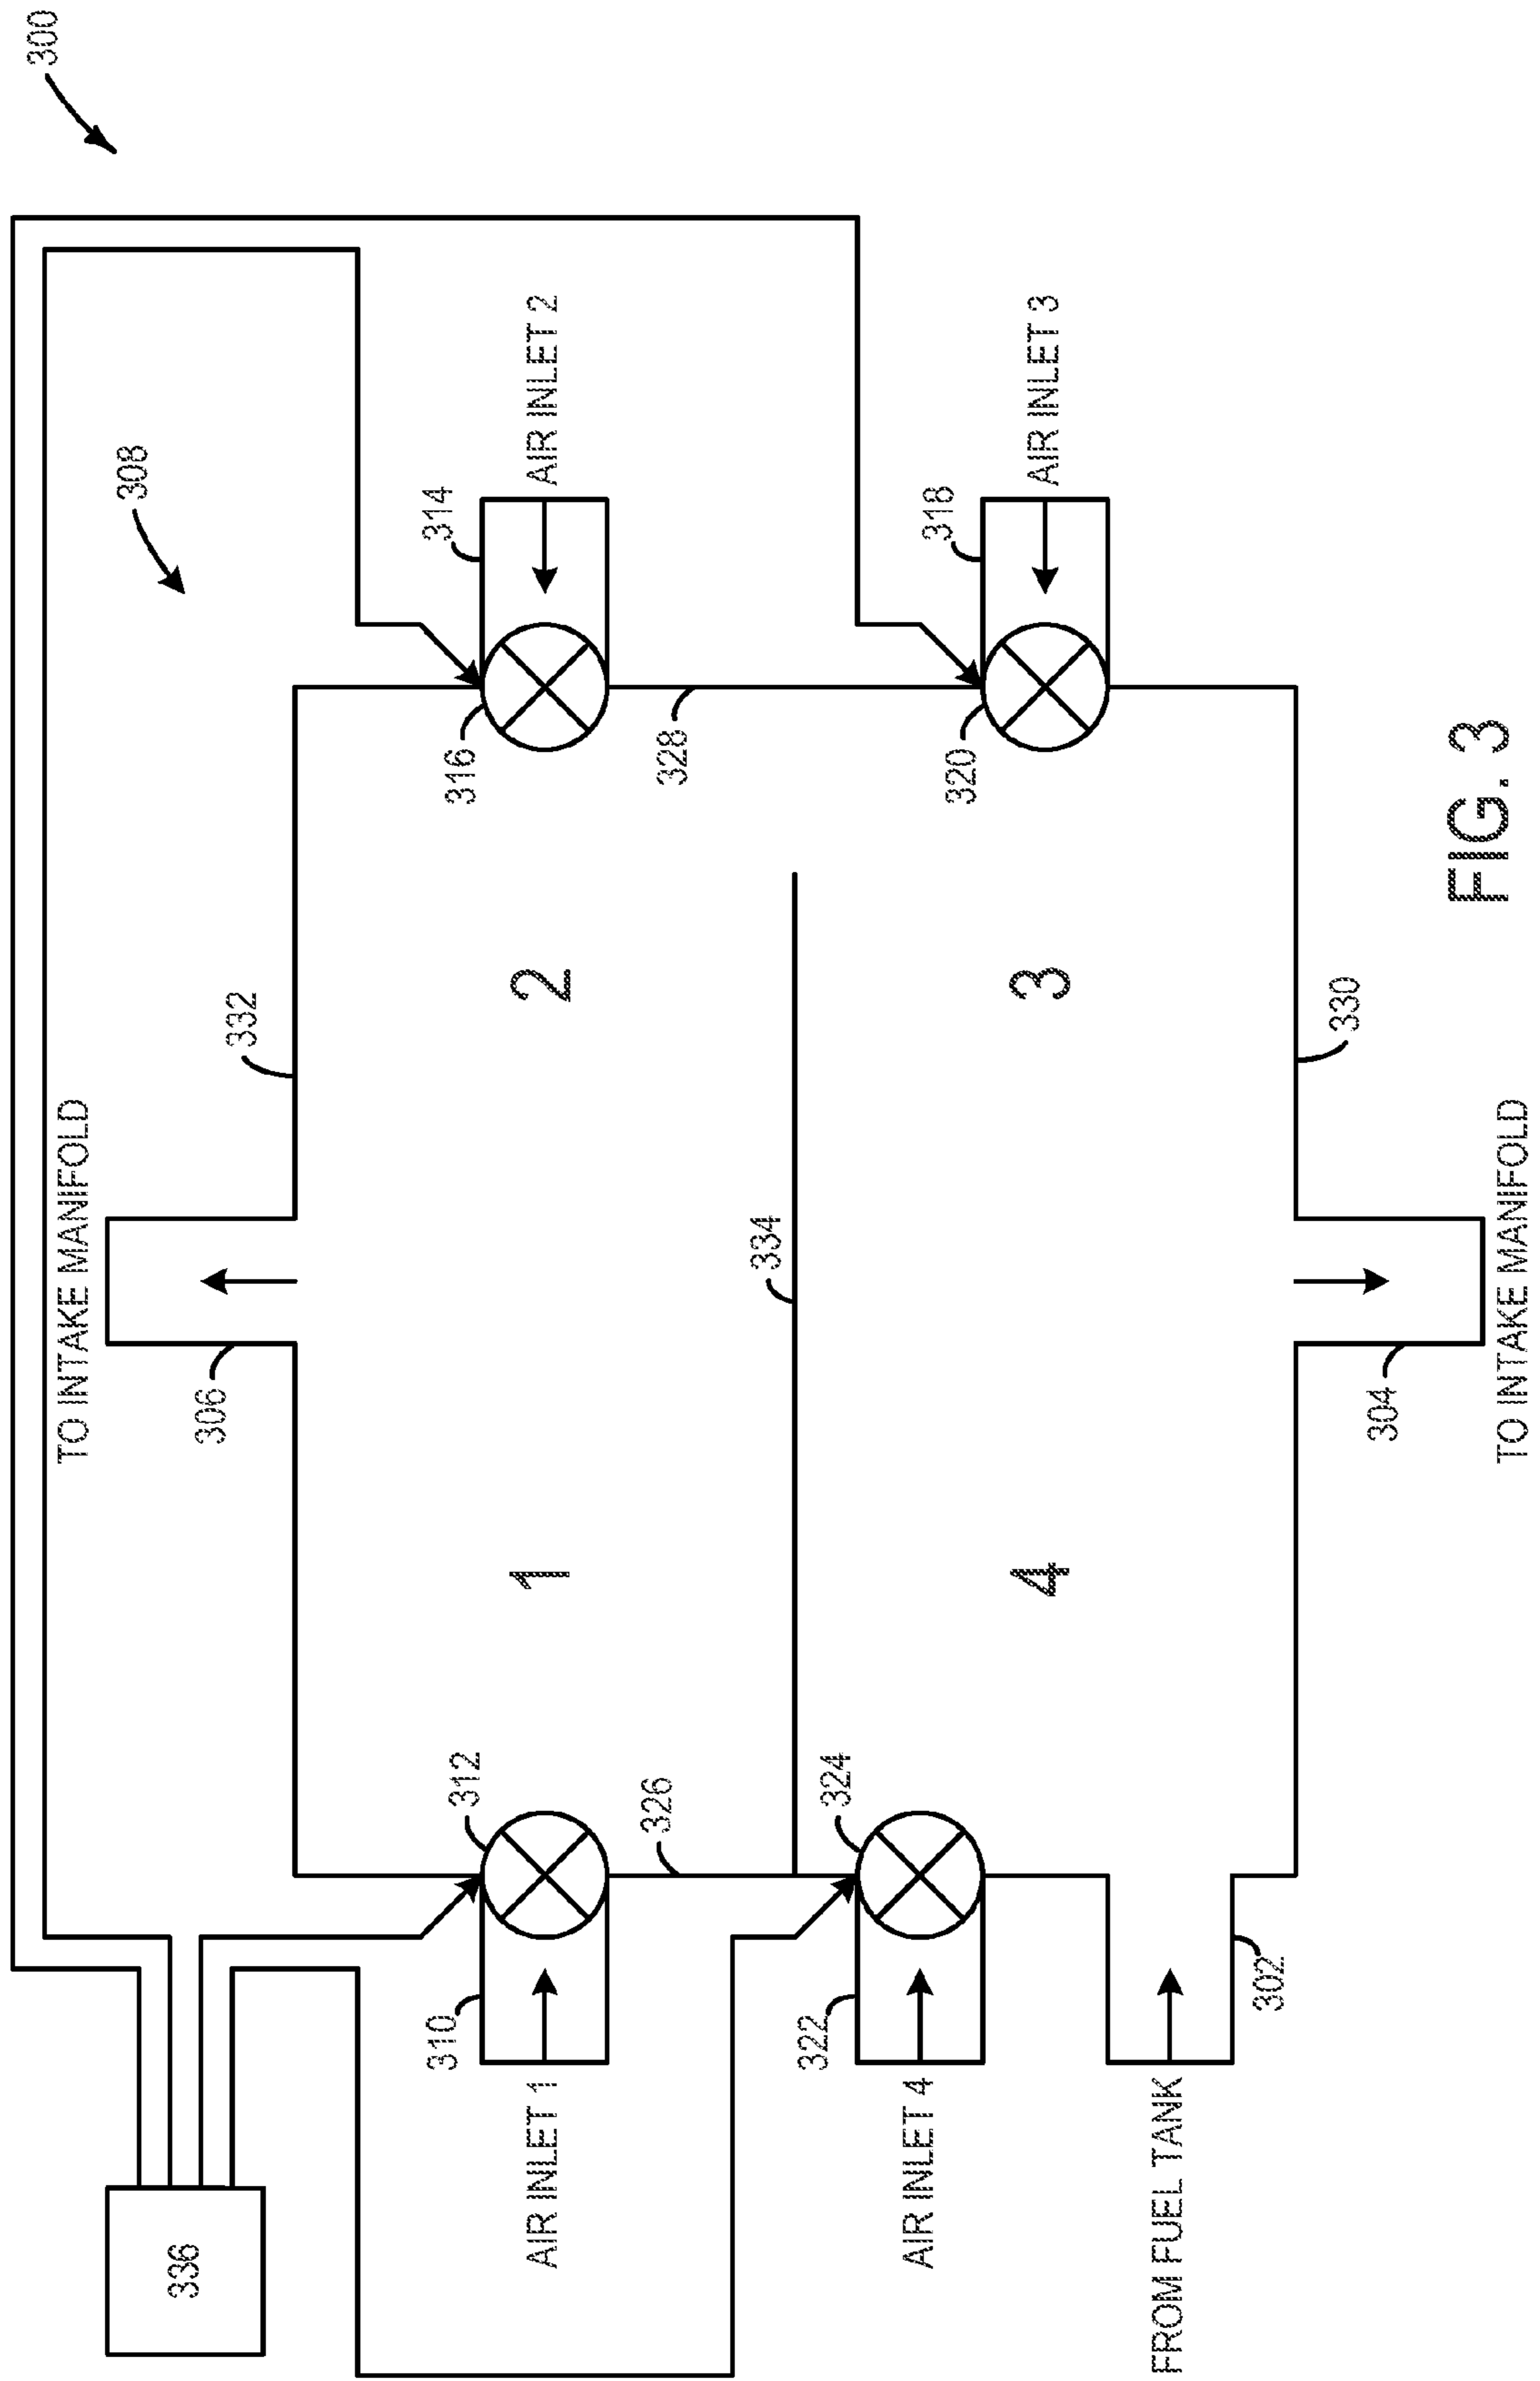 300
308
TO INTAKE MANIFOLD
306
332
336
310
312
1
2
316
314
AIR INLET 1
AIR INLET 2
326
328
334
322
324
4
3
320
318
AIR INLET 4
AIR INLET 3
FROM FUEL TANK
302
304
330
TO INTAKE MANIFOLD
FIG. 3